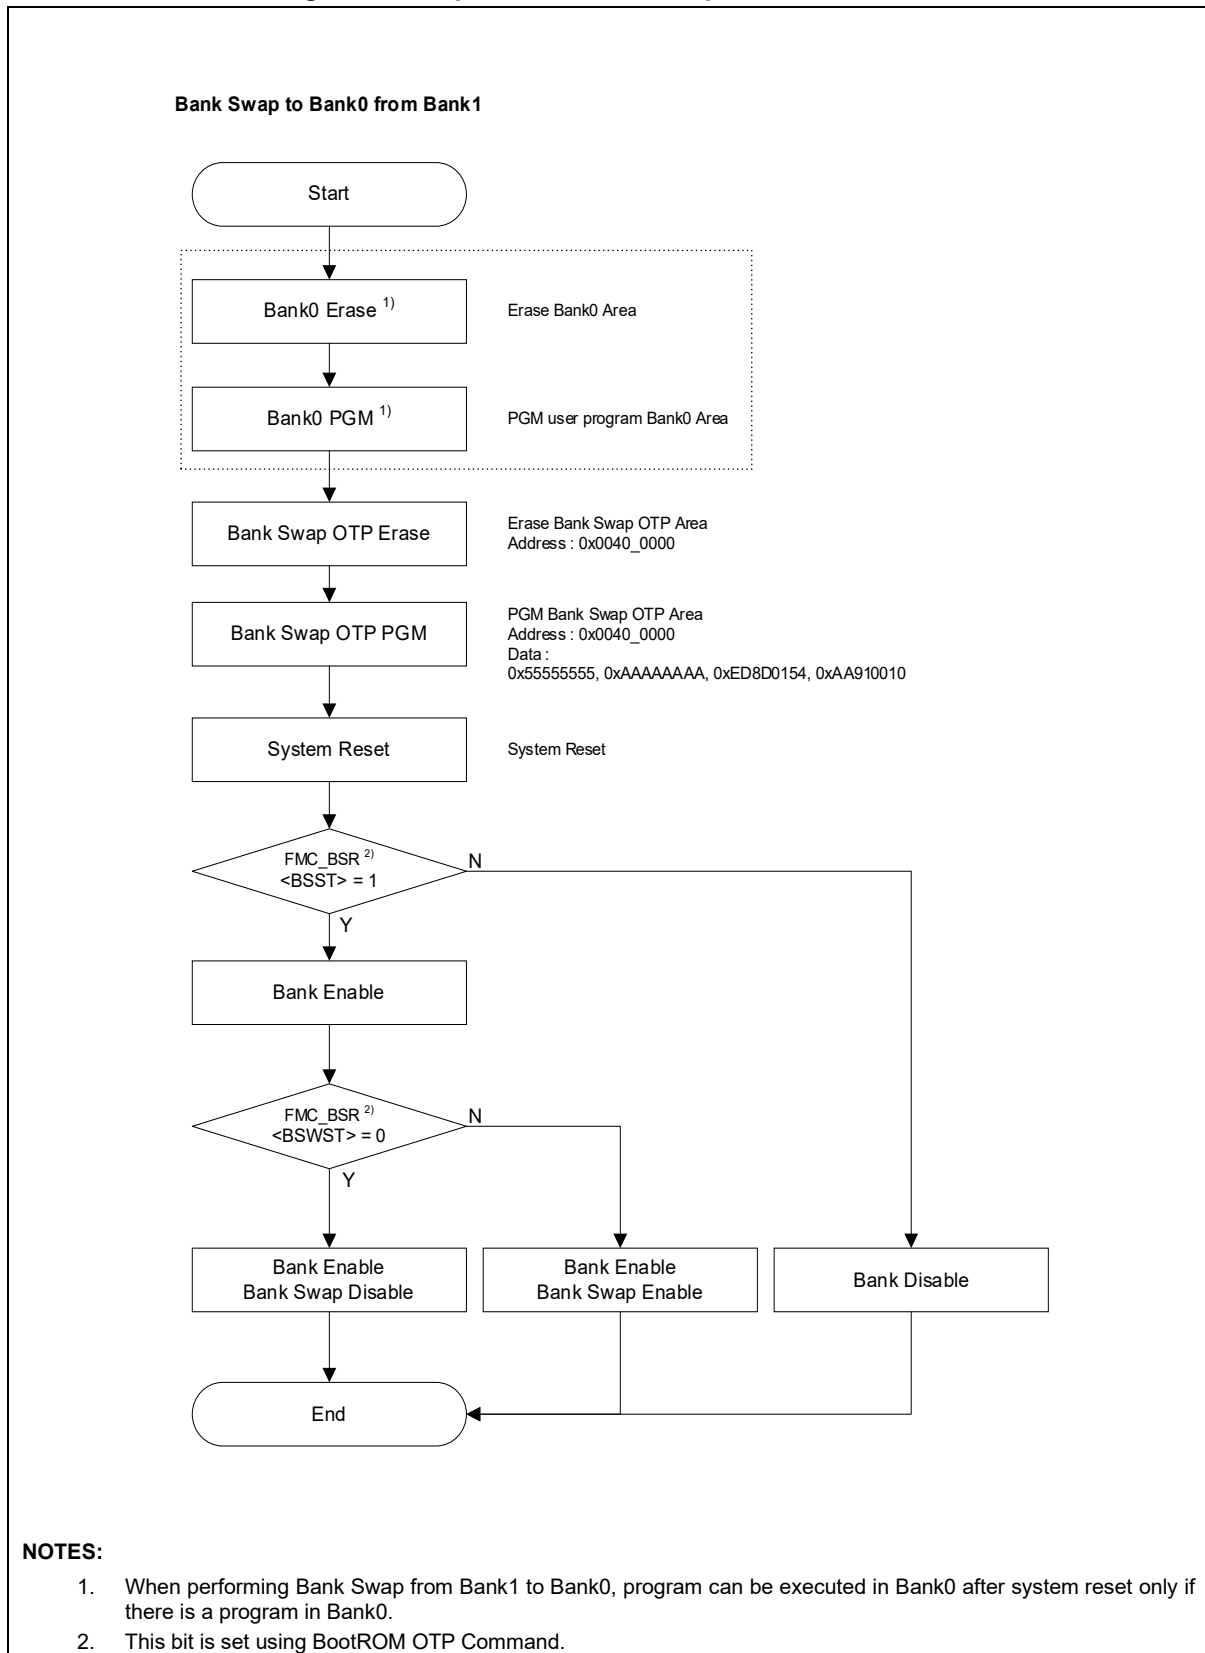 Bank Swap to Bank0 from Bank1
Start
Bank0 Erase 1)
Erase Bank0 Area
Bank0 PGM 1)
PGM user program Bank0 Area
Bank Swap OTP Erase
Erase Bank Swap OTP Area
Address : 0x0040_0000
Bank Swap OTP PGM
PGM Bank Swap OTP Area
Address : 0x0040_0000
Data :
0x55555555, 0xAAAAAAAA, 0xED8D0154, 0xAA910010
System Reset
System Reset
FMC_BSR 2)
<BSST> = 1
N
Y
Bank Enable
FMC_BSR 2)
<BSWST> = 0
N
Y
Bank Enable
Bank Swap Disable
Bank Enable
Bank Swap Enable
Bank Disable
End
NOTES:
1. When performing Bank Swap from Bank1 to Bank0, program can be executed in Bank0 after system reset only if
there is a program in Bank0.
2. This bit is set using BootROM OTP Command.